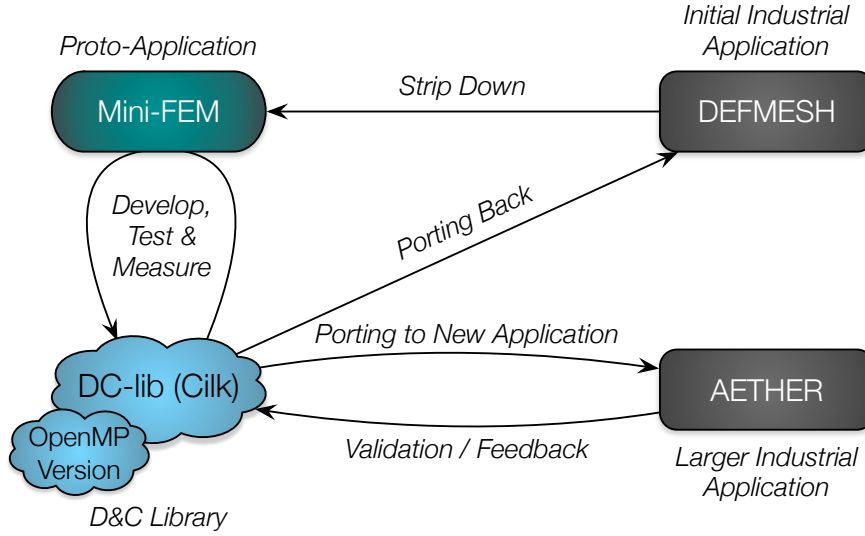 Proto-Application
Initial Industrial
Application
Mini-FEM
Strip Down
DEFMESH
Develop,
Test &
Measure
Porting Back
Porting to New Application
DC-lib (Cilk)
AETHER
OpenMP
Version
Validation / Feedback
Larger Industrial
Application
D&C Library